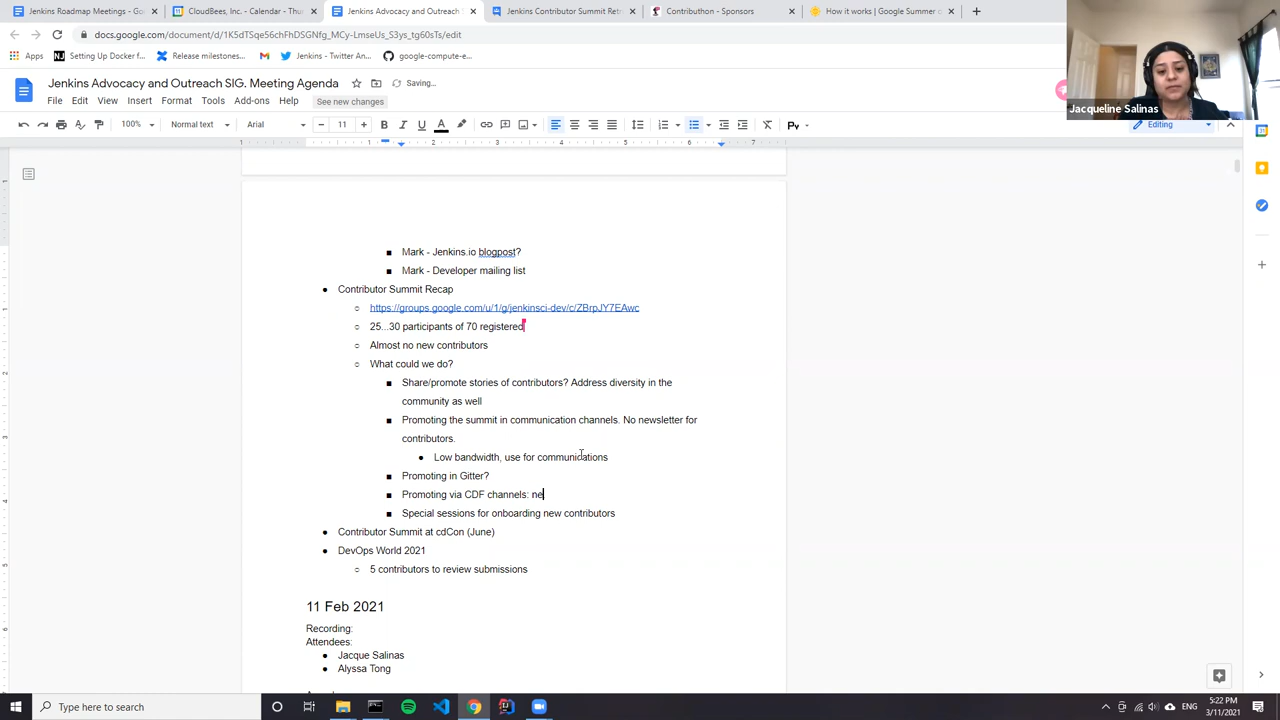 Jenkins Roadmap Meetings - Go
CloudBees, Inc. - Calendar - Thu
Jenkins Advocacy and Outreach S
Jenkins Contributor Summit Retr
Contributhon - Sponsors
How it works | Google Summer o
docs.google.com/document/d/1K5dTSqe56chFhDSGNfg_MCy-LmseUs_S3ys_tg60sTs/edit
Apps
Setting Up Docker f...
Release milestones...
Jenkins - Twitter An...
google-compute-e...
Jenkins Advocacy and Outreach SIG. Meeting Agenda
Saving...
File Edit View Insert Format Tools Add-ons Help See new changes
Jacqueline Salinas
100% Normal text Arial 11 Editing
Mark - Jenkins.io blogpost?
Mark - Developer mailing list
Contributor Summit Recap
https://groups.google.com/u/1/g/jenkinsci-dev/c/ZBrpJY7EAwc
25...30 participants of 70 registered
Almost no new contributors
What could we do?
Share/promote stories of contributors? Address diversity in the
community as well
Promoting the summit in communication channels. No newsletter for
contributors.
Low bandwidth, use for communications
Promoting in Gitter?
Promoting via CDF channels: ne
Special sessions for onboarding new contributors
Contributor Summit at cdCon (June)
DevOps World 2021
5 contributors to review submissions
11 Feb 2021
Recording:
Attendees:
Jacque Salinas
Alyssa Tong
Type here to search
ENG
5:22 PM
3/11/2021